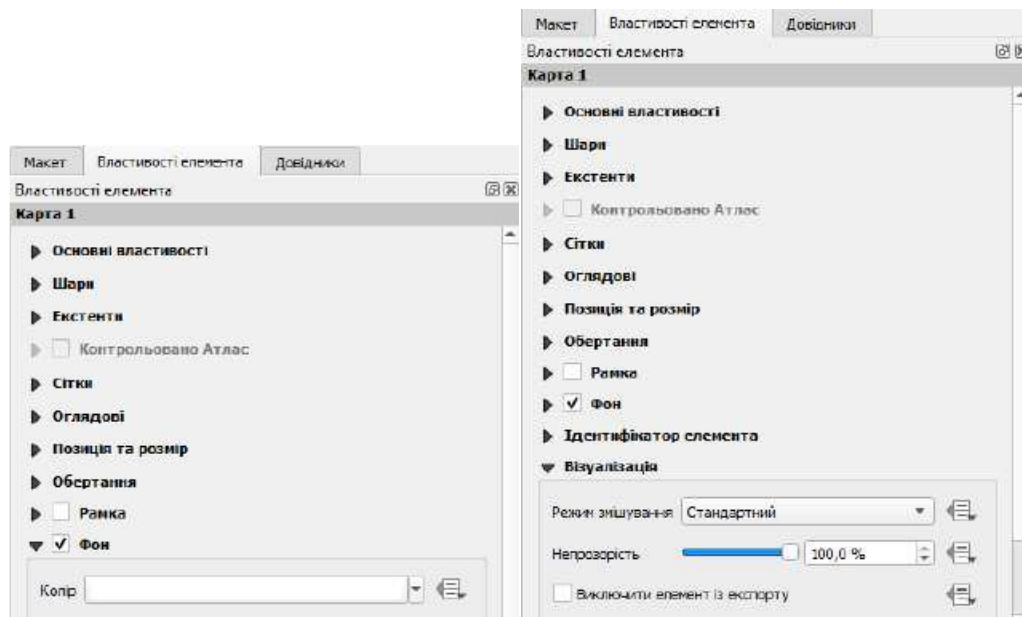 Макет Властивості елемента Довідники
Властивості елемента
Карта 1
Основні властивості
Шари
Екстенти
Контрольовано Атлас
Сітки
Оглядові
Позиція та розмір
Обертання
Рамка
Фон
Колір
Макет Властивості елемента Довідники
Властивості елемента
Карта 1
Основні властивості
Шари
Екстенти
Контрольовано Атлас
Сітки
Оглядові
Позиція та розмір
Обертання
Рамка
Фон
Ідентифікатор елемента
Візуалізація
Режим змішування Стандартний
Непрозорість 100,0 %
Виключити елемент із експорту